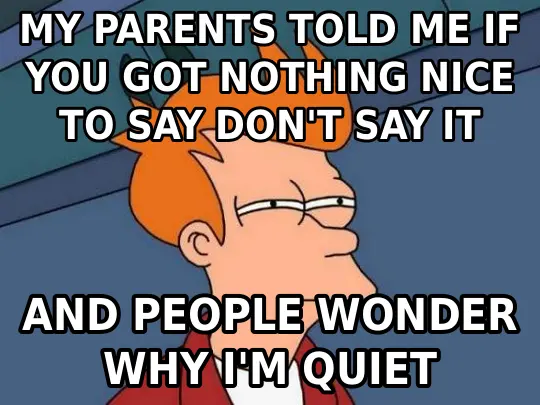 MY PARENTS TOLD ME IF
YOU GOT NOTHING NICE
TO SAY DON'T SAY IT
AND PEOPLE WONDER
WHY I'M QUIET